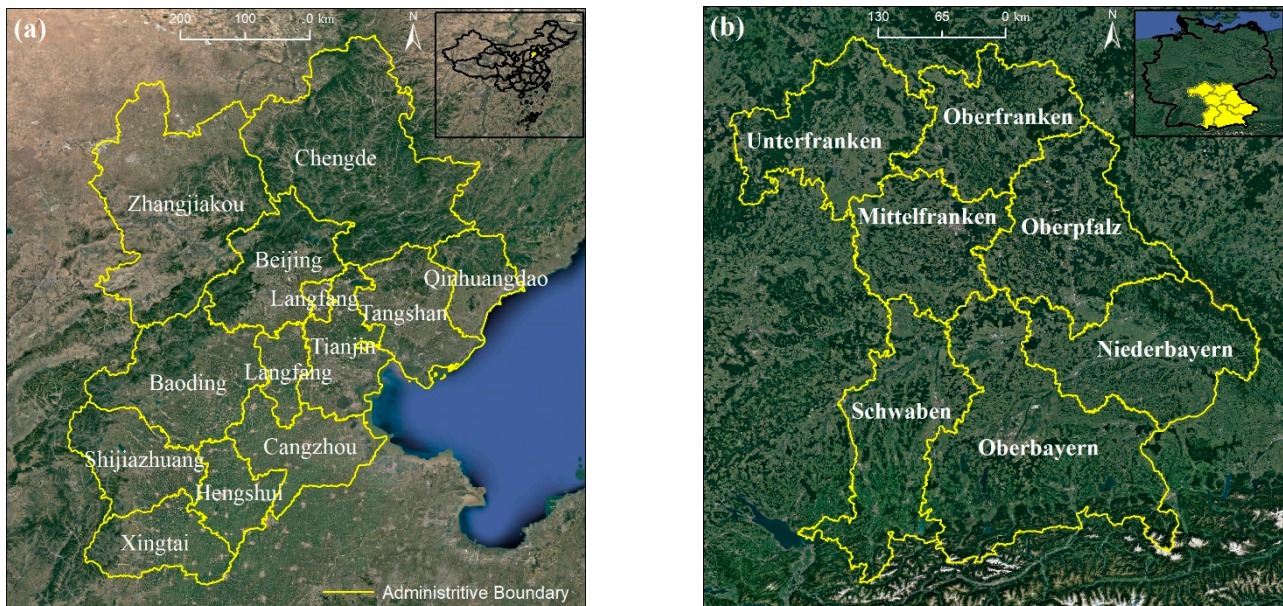 (a)
200 100 0 km
N
Chengde
Zhangjiakou
Beijing
Qinhuangdao
Langfang
Tangshan
Tianjin
Langfang
Baoding
Cangzhou
Shijiazhuang
Hengshui
Xingtai
Administritive Boundary
(b)
130 65 0 km
N
Oberfranken
Unterfranken
Mittelfranken
Oberpfalz
Niederbayern
Schwaben
Oberbayern